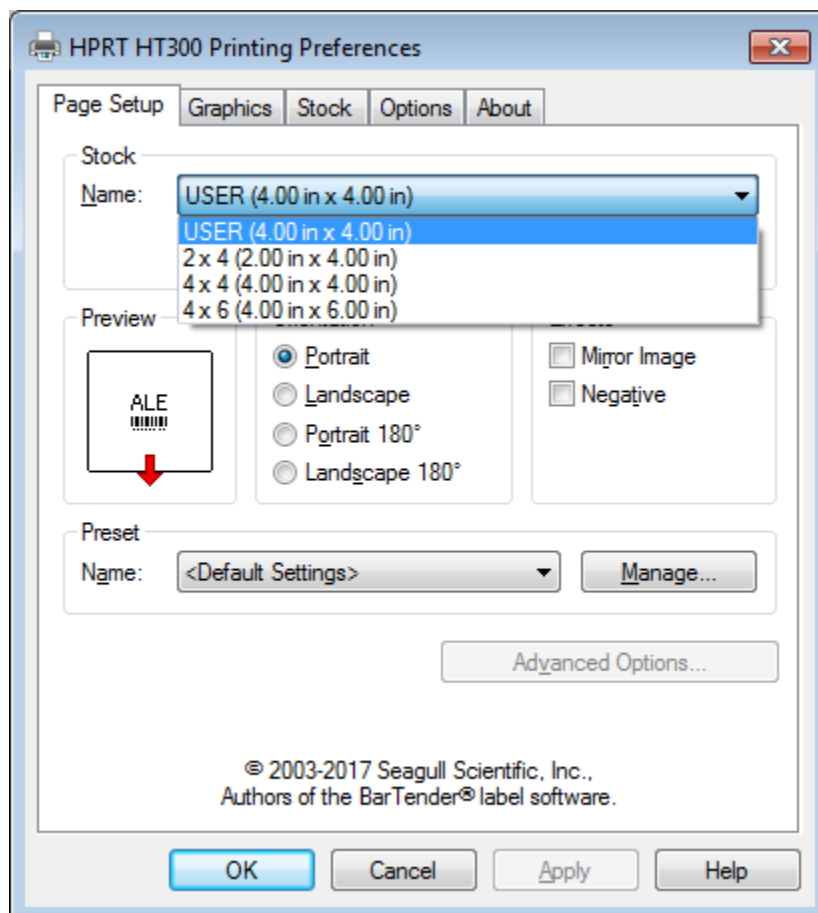 HPRT HT300 Printing Preferences
Page Setup Graphics Stock Options About
Stock
Name: USER (4.00 in x 4.00 in)
USER (4.00 in x 4.00 in)
2 x 4 (2.00 in x 4.00 in)
4 x 4 (4.00 in x 4.00 in)
4 x 6 (4.00 in x 6.00 in)
Preview
ALE
Portrait
Landscape
Portrait 180°
Landscape 180°
Mirror Image
Negative
Preset
Name: <Default Settings> Manage...
Advanced Options...
© 2003-2017 Seagull Scientific, Inc.,
Authors of the BarTender® label software.
OK Cancel Apply Help